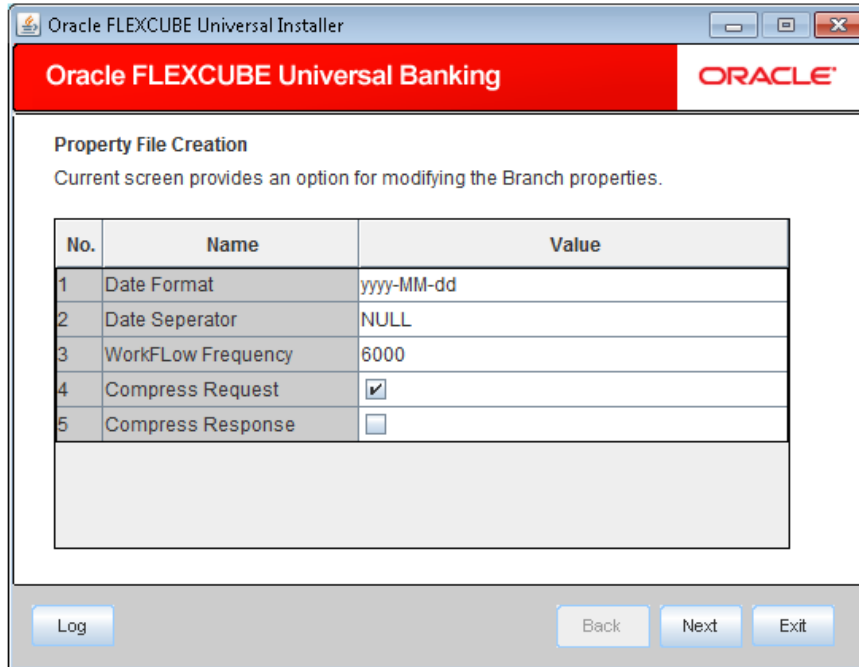 Oracle FLEXCUBE Universal Installer
Oracle FLEXCUBE Universal Banking ORACLE
Property File Creation
Current screen provides an option for modifying the Branch properties.
No. Name Value
1 Date Format yyyy-MM-dd
2 Date Seperator NULL
3 WorkFLow Frequency 6000
4 Compress Request
5 Compress Response
Log Back Next Exit